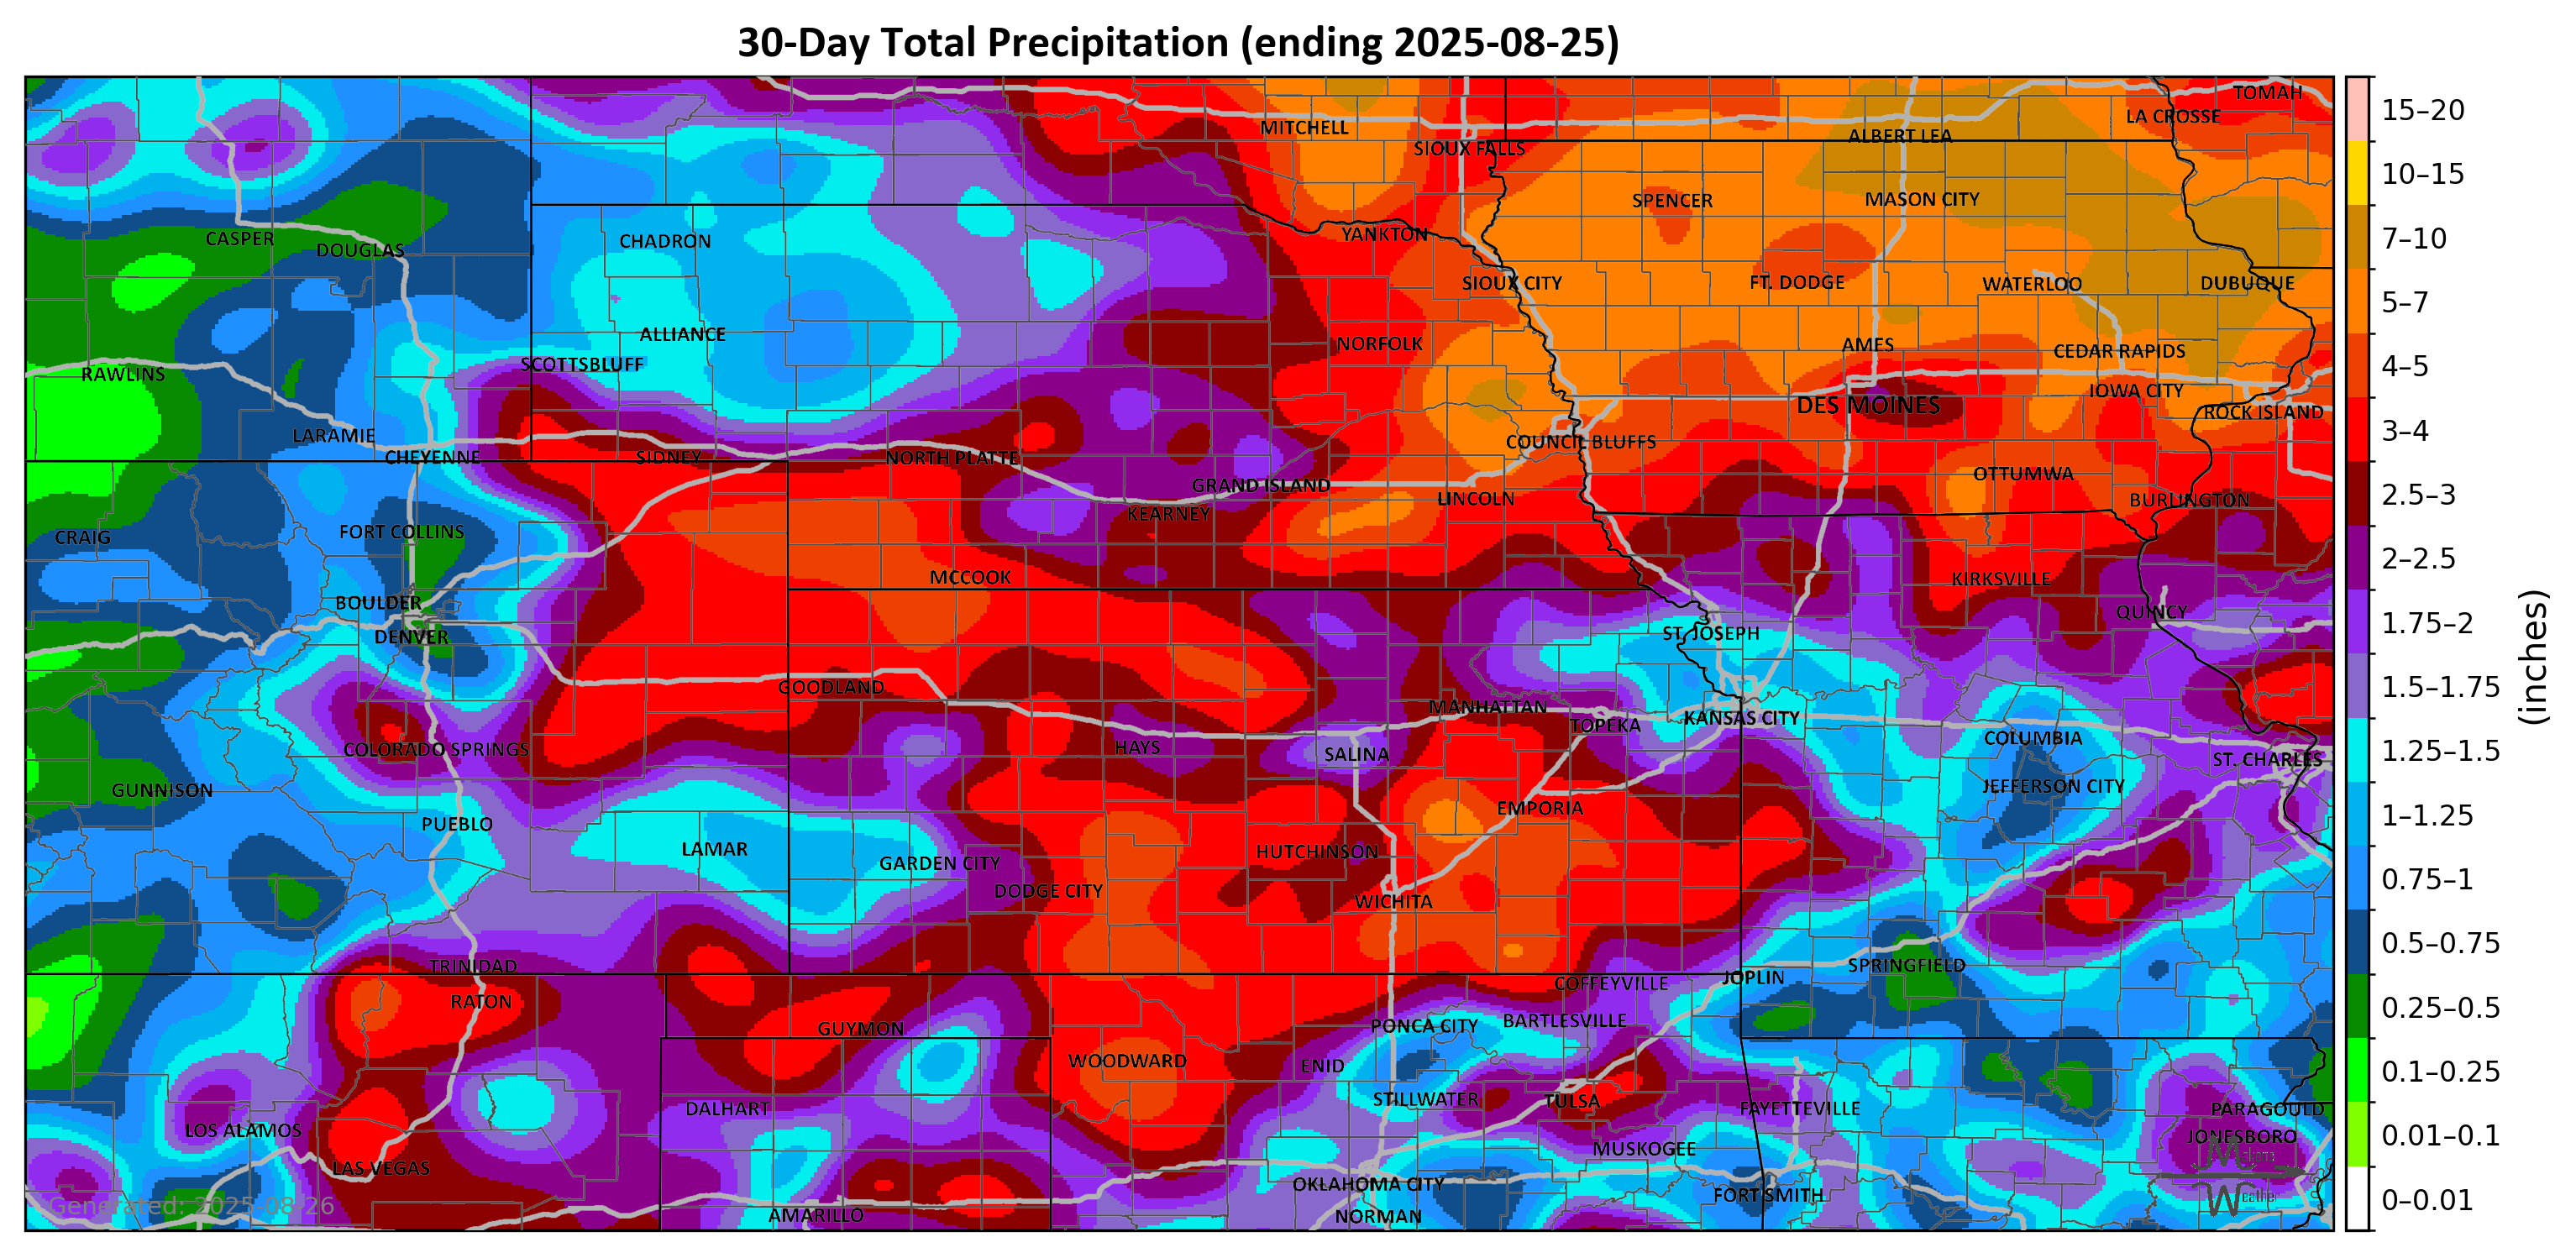 30-Day Total Precipitation (ending 2025-08-25)
TOMAH
LA CROSSE
MITCHELL
ALBERT LEA
SIOUX FALLS
SPENCER
MASON CITY
YANKTON
CASPER
DOUGLAS
CHADRON
SIOUX CITY
FT. DODGE
WATERLOO
DUBUQUE
ALLIANCE
NORFOLK
AMES
CEDAR RAPIDS
SCOTTSBLUFF
RAWLINS
IOWA CITY
DES MOINES
ROCK ISLAND
LARAMIE
COUNCIL BLUFFS
CHEYENNE
SIDNEY
NORTH PLATTE
OTTUMWA
GRAND ISLAND
LINCOLN
BURLINGTON
KEARNEY
CRAIG
FORT COLLINS
MCCOOK
KIRKSVILLE
BOULDER
QUINCY
DENVER
ST. JOSEPH
GOODLAND
MANHATTAN
TOPEKA
KANSAS CITY
COLORADO SPRINGS
HAYS
SALINA
COLUMBIA
ST. CHARLES
GUNNISON
JEFFERSON CITY
EMPORIA
PUEBLO
LAMAR
GARDEN CITY
HUTCHINSON
DODGE CITY
WICHITA
TRINIDAD
SPRINGFIELD
JOPLIN
COFFEYVILLE
RATON
GUYMON
PONCA CITY
BARTLESVILLE
WOODWARD
ENID
STILLWATER
TULSA
DALHART
FAYETTEVILLE
PARAGOULD
LOS ALAMOS
JONESBORO
MUSKOGEE
LAS VEGAS
OKLAHOMA CITY
FORT SMITH
AMARILLO
NORMAN
Generated: 2025-08-26
Makens
Weather
15–20
10–15
7–10
5–7
4–5
3–4
2.5–3
2–2.5
1.75–2
1.5–1.75
1.25–1.5
1–1.25
0.75–1
0.5–0.75
0.25–0.5
0.1–0.25
0.01–0.1
0–0.01
(inches)